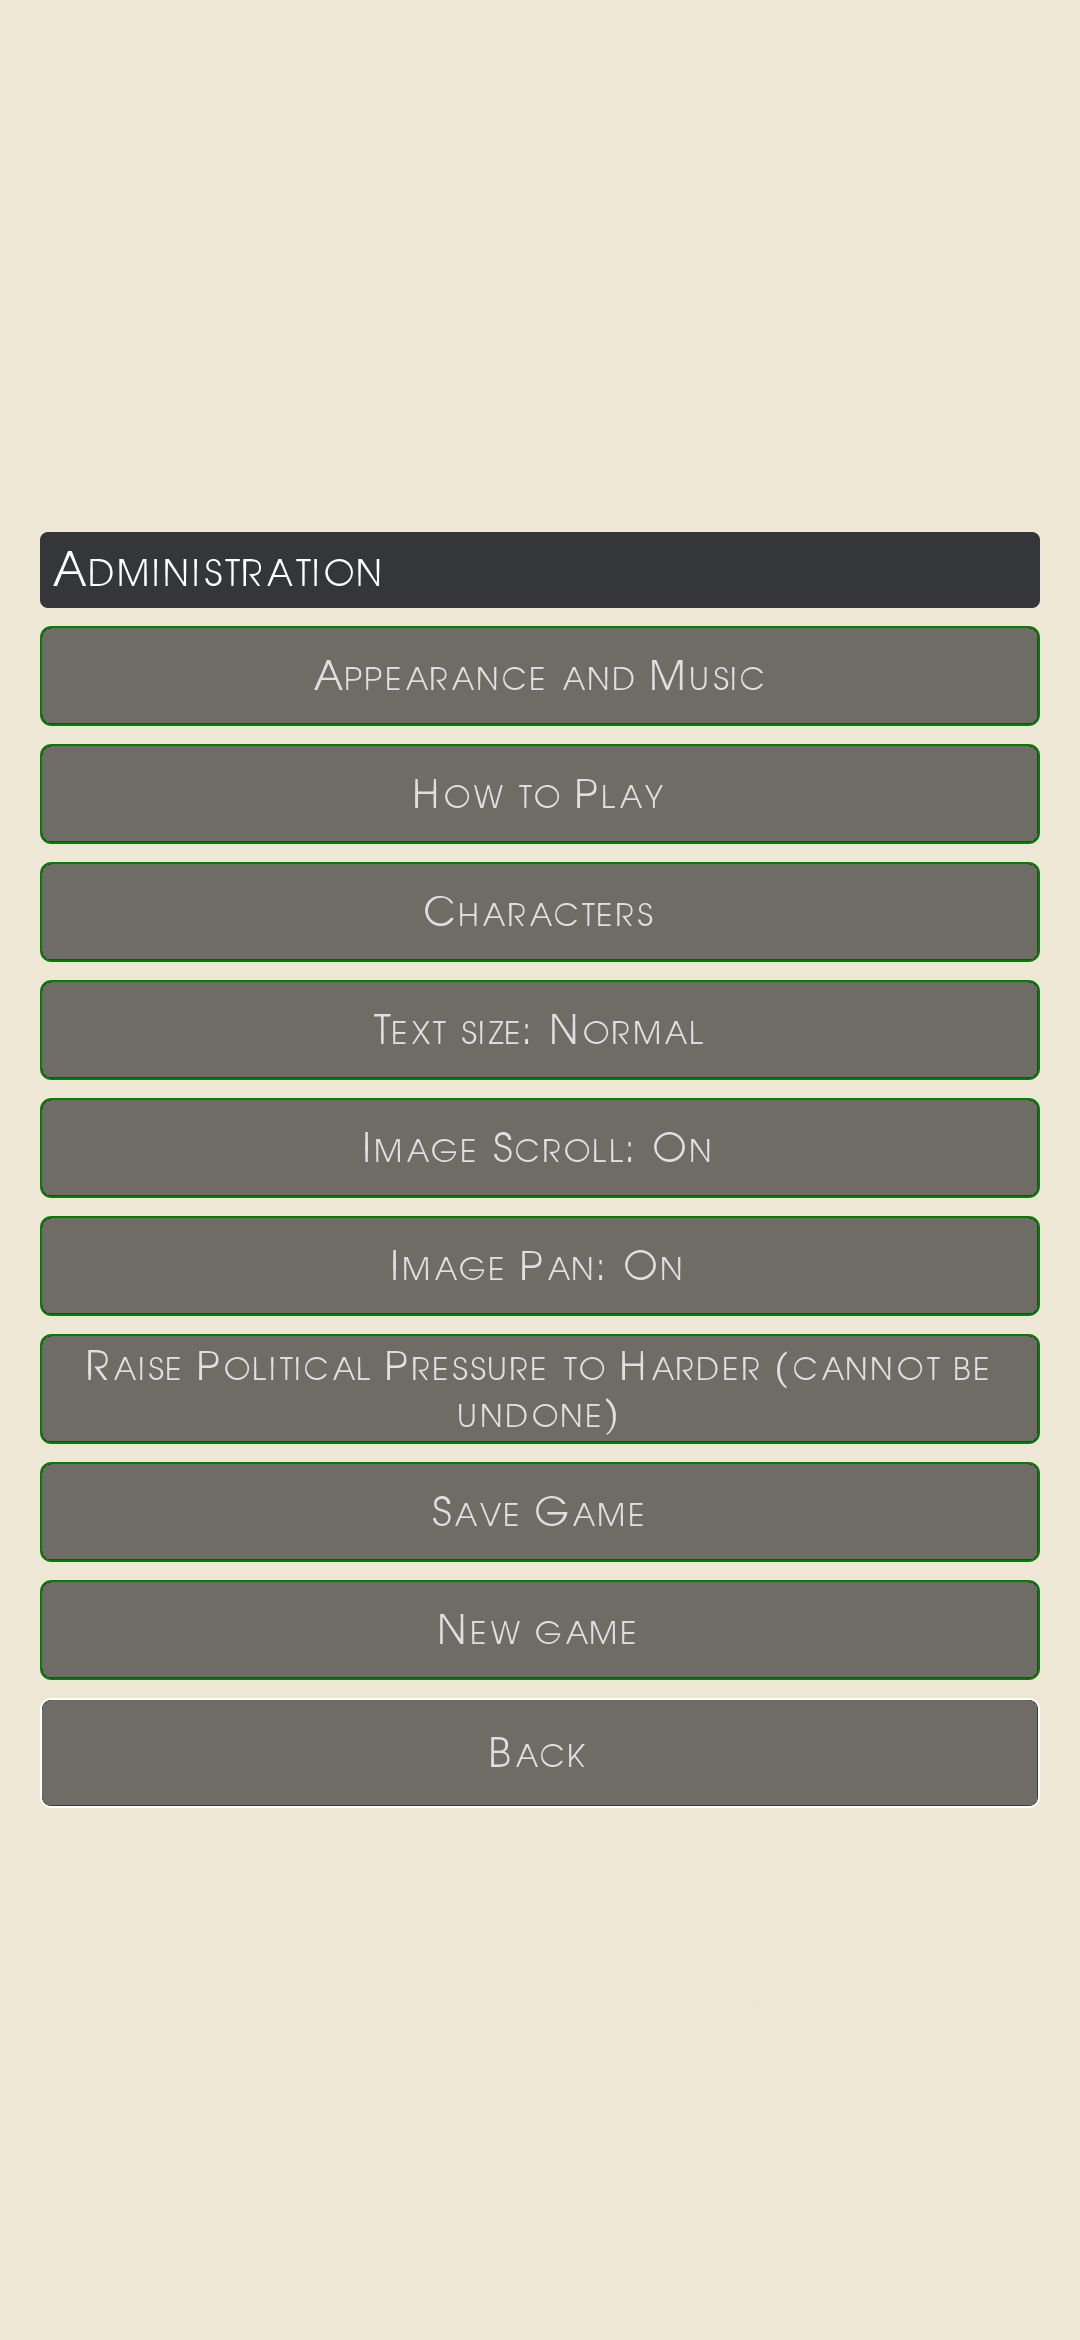 Administration
Appearance and Music
How to Play
Characters
Text size: Normal
Image Scroll: On
Image Pan: On
Raise Political Pressure to Harder (cannot be
undone)
Save Game
New game
Back